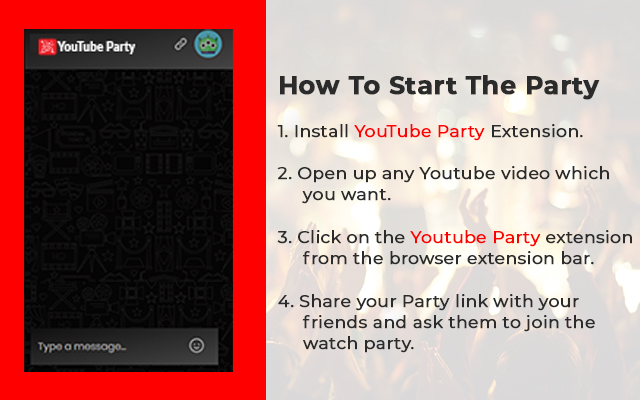 YouTube Party
Type a message...
How To Start The Party
1. Install YouTube Party Extension.
2. Open up any Youtube video which
you want.
3. Click on the Youtube Party extension
from the browser extension bar.
4. Share your Party link with your
friends and ask them to join the
watch party.